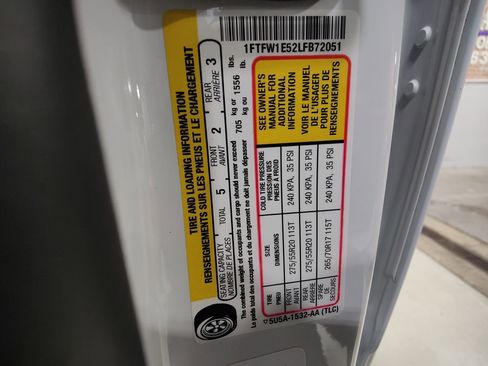 TIRE AND LOADING INFORMATION
RENSEIGNEMENTS SUR LES PNEUS ET LE CHARGEMENT
SEATING CAPACITY TOTAL 5 FRONT 2 REAR 3
NOMBRE DE PLACES AVANT ARRIÈRE
The combined weight of occupants and cargo should never exceed 705 kg or 1556 lbs.
Le poids total des occupants et du chargement ne doit jamais dépasser kg ou lb.
TIRE SIZE COLD TIRE PRESSURE
PNEU DIMENSIONS PRESSION DES PNEUS À FROID
FRONT AVANT 275/55R20 113T 240 KPA, 35 PSI
REAR ARRIÈRE 275/55R20 113T 240 KPA, 35 PSI
SPARE DE SECOURS 265/70R17 115T 240 KPA, 35 PSI
SEE OWNER'S
MANUAL FOR
ADDITIONAL
INFORMATION
VOIR LE MANUEL
DE L'USAGER
POUR PLUS DE
RENSEIGNEMENTS
5U5A-1532-AA (TLC)
1FTFW1E52LFB72051